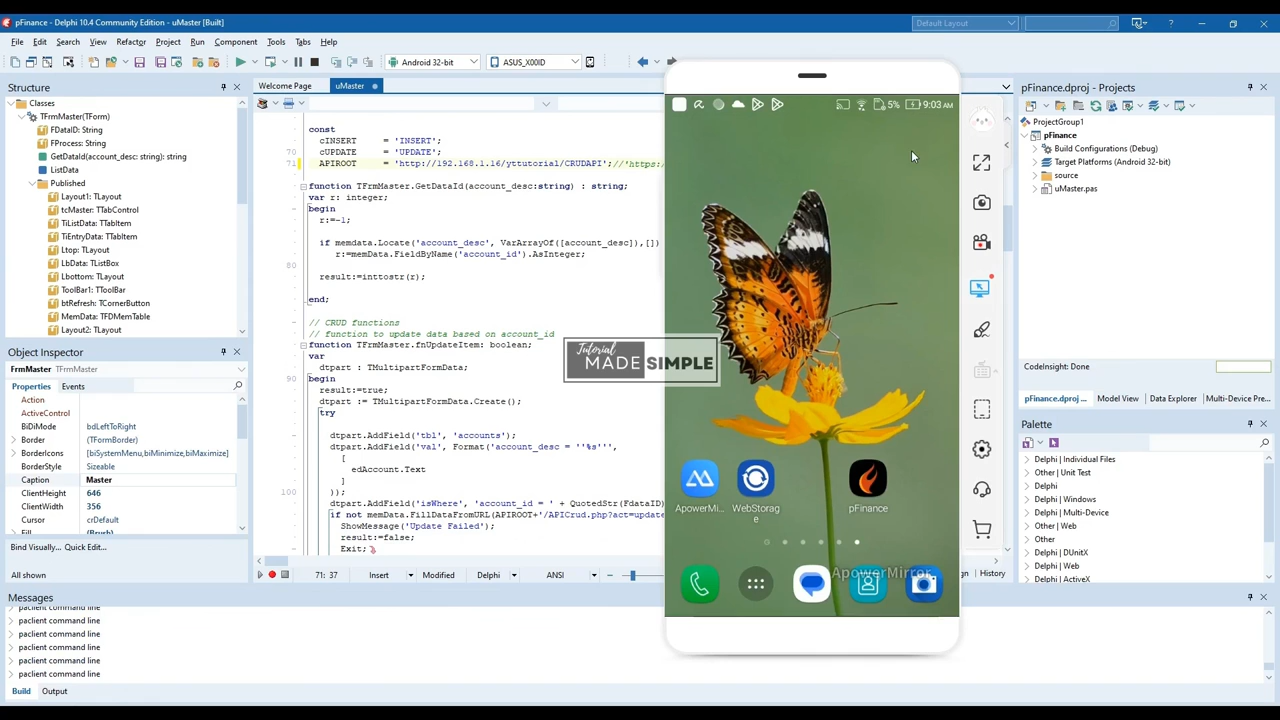 pFinance - Delphi 10.4 Community Edition - uMaster [Built]
Default Layout
File Edit Search View Refactor Project Run Component Tools Tabs Help
Android 32-bit
ASUS_X00ID
Structure
Classes
TFrmMaster(TForm)
FDataID: String
FProcess: String
GetDataId(account_desc: string): string
ListData
Published
Layout1: TLayout
tcMaster: TTabControl
TiListData: TTabItem
TiEntryData: TTabItem
Ltop: TLayout
LbData: TListBox
Lbottom: TLayout
ToolBar1: TToolBar
btRefresh: TCornerButton
MemData: TFDMemTable
Layout2: TLayout
Object Inspector
FrmMaster TFrmMaster
Properties Events
Action
ActiveControl
BiDiMode bdLeftToRight
Border (TFormBorder)
BorderIcons [biSystemMenu,biMinimize,biMaximize]
BorderStyle Sizeable
Caption Master
ClientHeight 646
ClientWidth 356
Cursor crDefault
Fill (Brush)
Bind Visually... Quick Edit...
All shown
Welcome Page uMaster
const
cINSERT = 'INSERT';
cUPDATE = 'UPDATE';
71 APIROOT = 'http://192.168.1.16/yttutorial/CRUDAPI';//'https:/
function TFrmMaster.GetDataId(account_desc:string) : string;
var r: integer;
begin
r:=-1;
if memdata.Locate('account_desc', VarArrayOf([account_desc]),[])
r:=memData.FieldByName('account_id').AsInteger;
80
result:=inttostr(r);
end;
// CRUD functions
// function to update data based on account_id
function TFrmMaster.fnUpdateItem: boolean;
var
dtpart : TMultipartFormData;
90 begin
result:=true;
dtpart := TMultipartFormData.Create();
try
dtpart.AddField('tbl', 'accounts');
dtpart.AddField('val', Format('account_desc = ''%s''',
[
edAccount.Text
]
100 ));
dtpart.AddField('isWhere', 'account_id = ' + QuotedStr(FdataID)
if not memData.FillDataFromURL(APIROOT+'/APICrud.php?act=update
ShowMessage('Update Failed');
result:=false;
Exit;
71: 37 Insert Modified Delphi ANSI
History
Tutorial
MADE SIMPLE
5% 9:03 AM
ApowerMi...
WebStorag
e
pFinance
ApowerMirror
pFinance.dproj - Projects
ProjectGroup1
pFinance
Build Configurations (Debug)
Target Platforms (Android 32-bit)
source
uMaster.pas
CodeInsight: Done
pFinance.dproj ... Model View Data Explorer Multi-Device Pre...
Palette
Delphi | Individual Files
Other | Unit Test
Delphi
Delphi | Windows
Delphi | Multi-Device
Other | Web
Other
Delphi | DUnitX
Delphi | Web
Delphi | ActiveX
Messages
paclient command line
paclient command line
paclient command line
paclient command line
paclient command line
paclient command line
Build Output